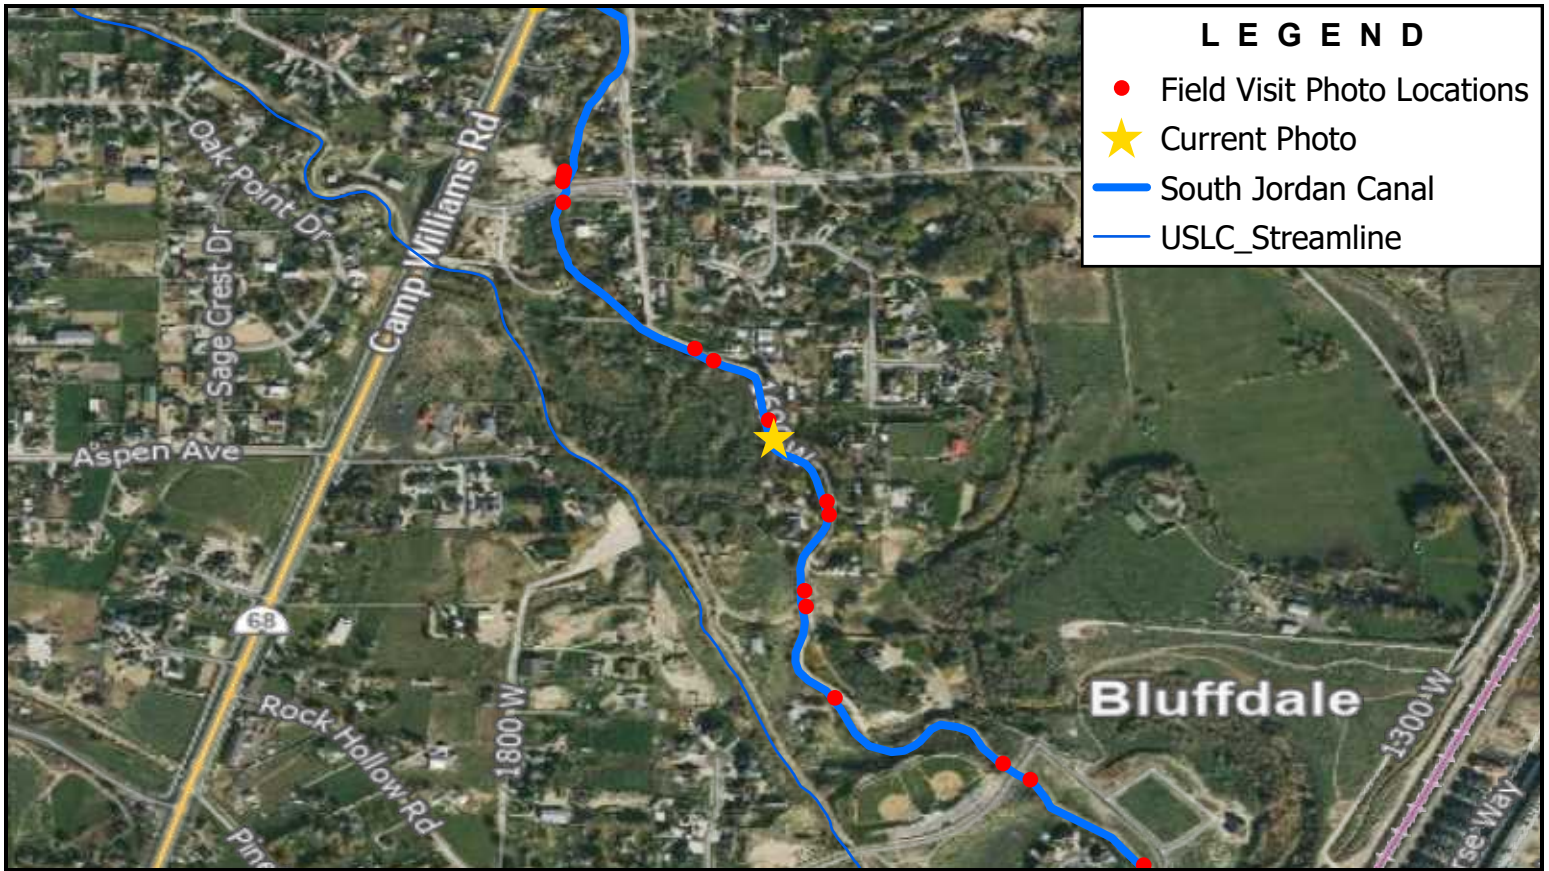 L E G E N D
Field Visit Photo Locations
Current Photo
South Jordan Canal
USLC_Streamline
Camp Williams Rd
Oak Point Dr
Sage Crest Dr
Aspen Ave
68
Rock Hollow Rd
1800 W
Bluffdale
1300 W